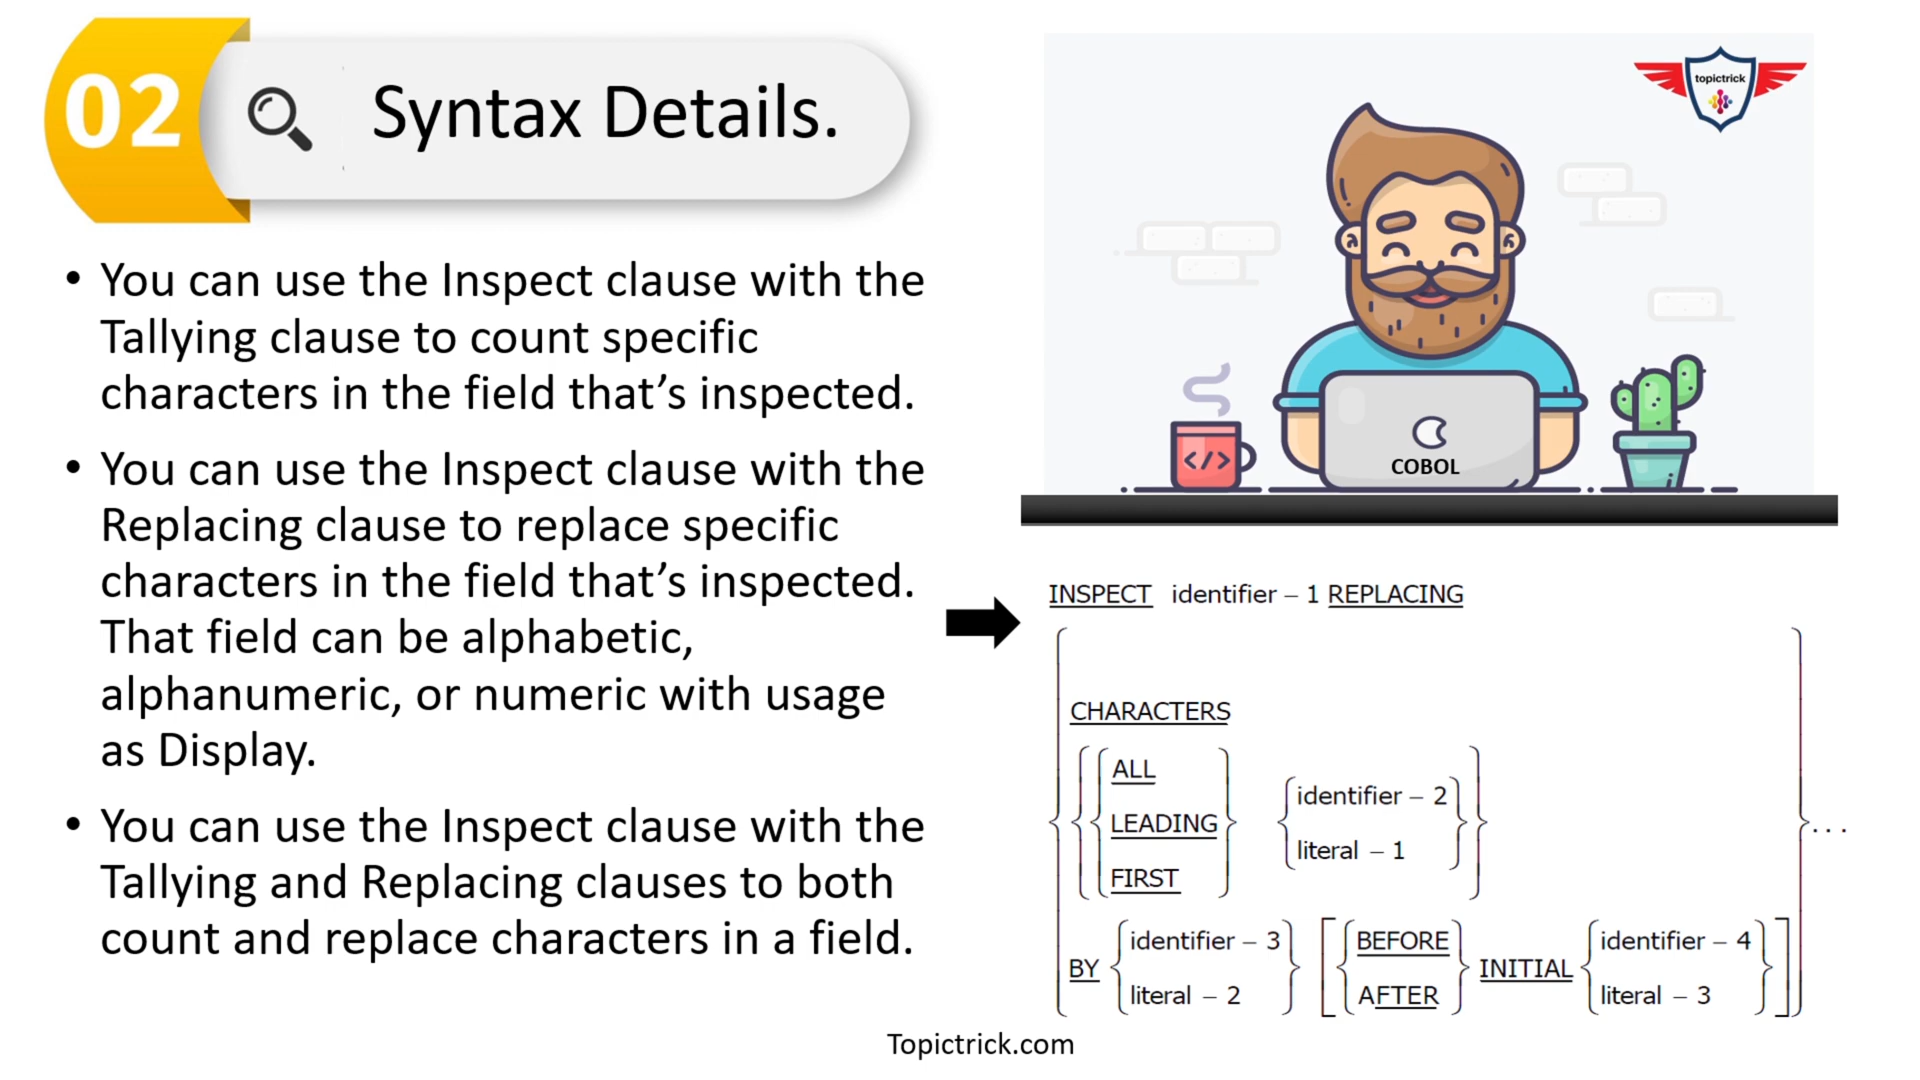 02
Syntax Details.
• You can use the Inspect clause with the
Tallying clause to count specific
characters in the field that’s inspected.
• You can use the Inspect clause with the
Replacing clause to replace specific
characters in the field that’s inspected.
That field can be alphabetic,
alphanumeric, or numeric with usage
as Display.
• You can use the Inspect clause with the
Tallying and Replacing clauses to both
count and replace characters in a field.
topictrick
</>
COBOL
INSPECT identifier – 1 REPLACING
CHARACTERS
ALL
LEADING
FIRST
identifier – 2
literal – 1
BY
identifier – 3
literal – 2
BEFORE
AFTER
INITIAL
identifier – 4
literal – 3
...
Topictrick.com